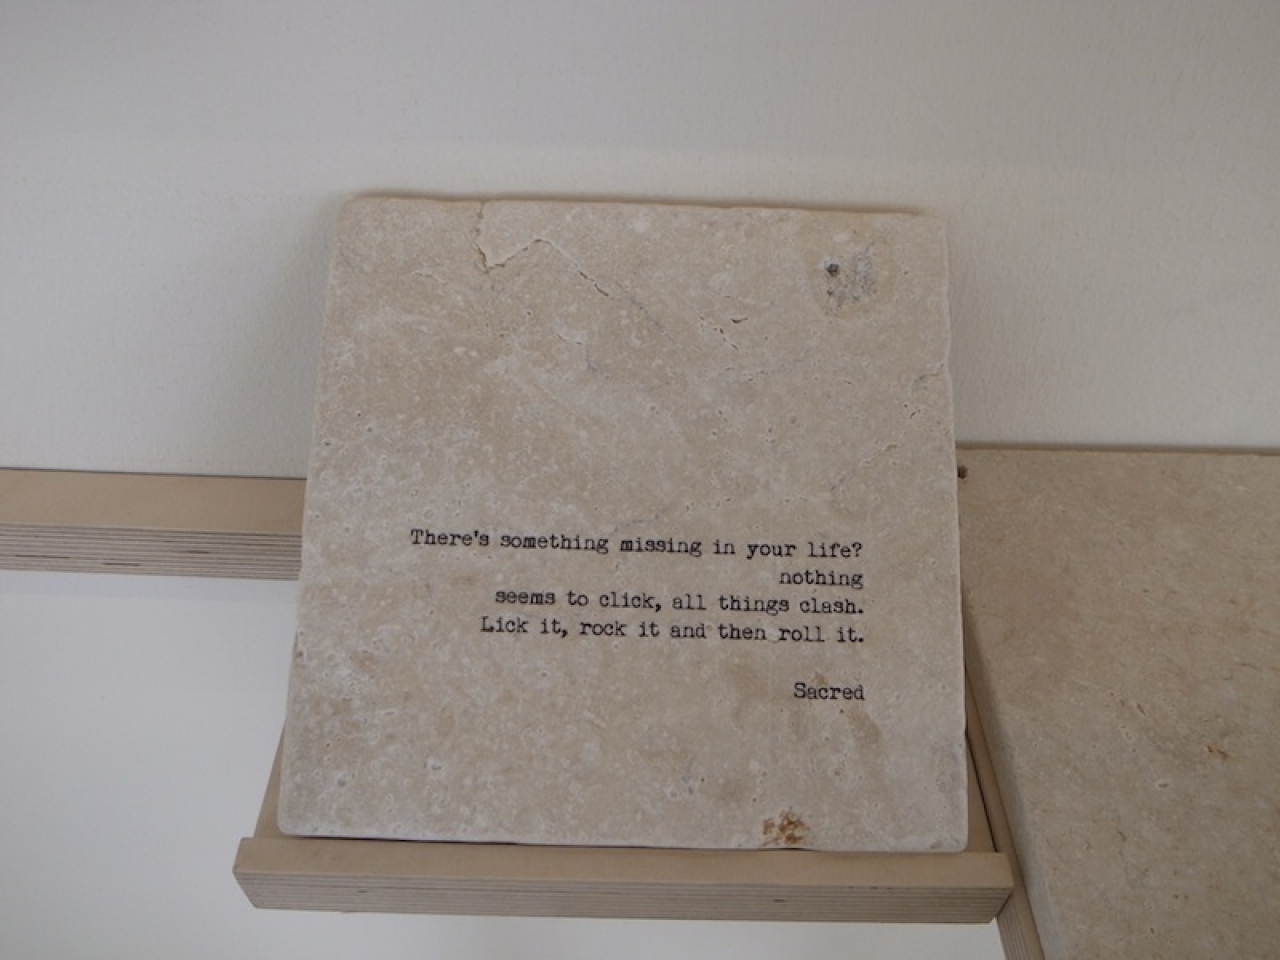 There's something missing in your life?
nothing
seems to click, all things clash.
Lick it, rock it and then roll it.
Sacred